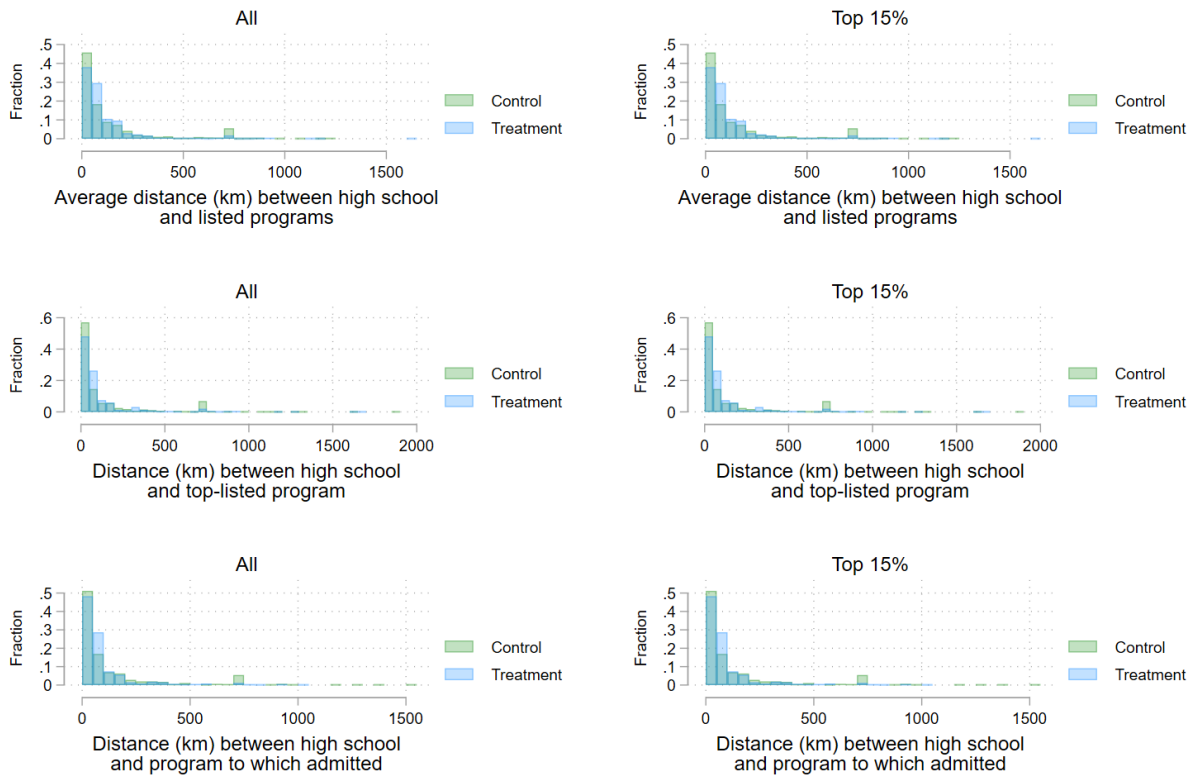 All
.5
.4
.3
.2
.1
0
Fraction
0 500 1000 1500
Average distance (km) between high school
and listed programs
Control
Treatment
Top 15%
.5
.4
.3
.2
.1
0
Fraction
0 500 1000 1500
Average distance (km) between high school
and listed programs
Control
Treatment
All
.6
.4
.2
0
Fraction
0 500 1000 1500 2000
Distance (km) between high school
and top-listed program
Control
Treatment
Top 15%
.6
.4
.2
0
Fraction
0 500 1000 1500 2000
Distance (km) between high school
and top-listed program
Control
Treatment
All
.5
.4
.3
.2
.1
0
Fraction
0 500 1000 1500
Distance (km) between high school
and program to which admitted
Control
Treatment
Top 15%
.5
.4
.3
.2
.1
0
Fraction
0 500 1000 1500
Distance (km) between high school
and program to which admitted
Control
Treatment